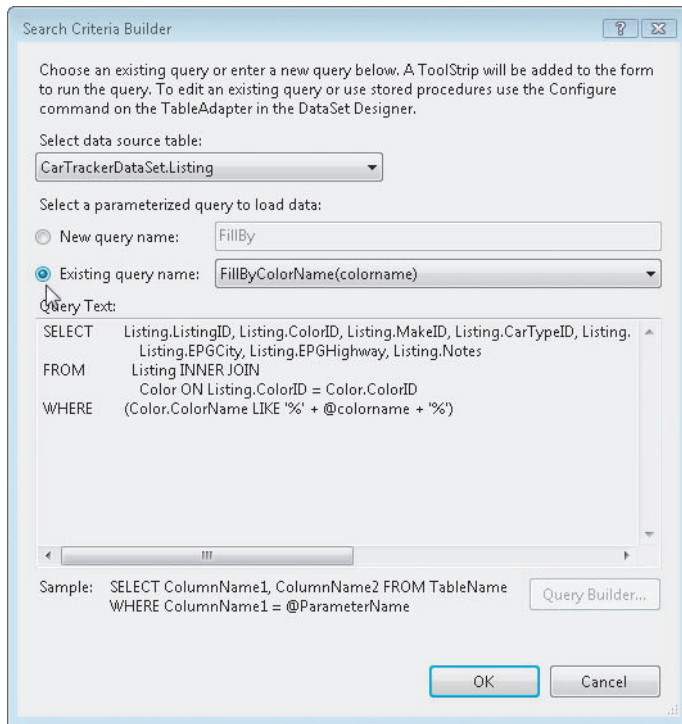 Search Criteria Builder
Choose an existing query or enter a new query below. A ToolStrip will be added to the form
to run the query. To edit an existing query or use stored procedures use the Configure
command on the TableAdapter in the DataSet Designer.
Select data source table:
CarTrackerDataSet.Listing
Select a parameterized query to load data:
New query name: FillBy
Existing query name: FillByColorName(colorname)
Query Text:
SELECT Listing.ListingID, Listing.ColorID, Listing.MakeID, Listing.CarTypeID, Listing.
Listing.EPGCity, Listing.EPGHighway, Listing.Notes
FROM Listing INNER JOIN
Color ON Listing.ColorID = Color.ColorID
WHERE (Color.ColorName LIKE '%' + @colorname + '%')
Sample: SELECT ColumnName1, ColumnName2 FROM TableName
WHERE ColumnName1 = @ParameterName
Query Builder...
OK Cancel